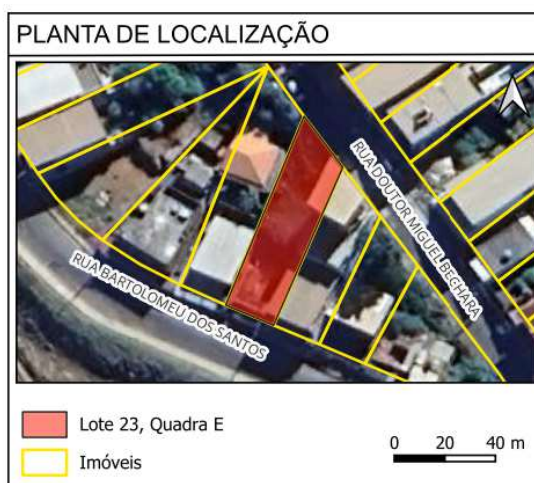 PLANTA DE LOCALIZAÇÃO
RUA DOUTOR MIGUEL BECHARA
RUA BARTOLOMEU DOS SANTOS
Lote 23, Quadra E
Imóveis
0 20 40 m